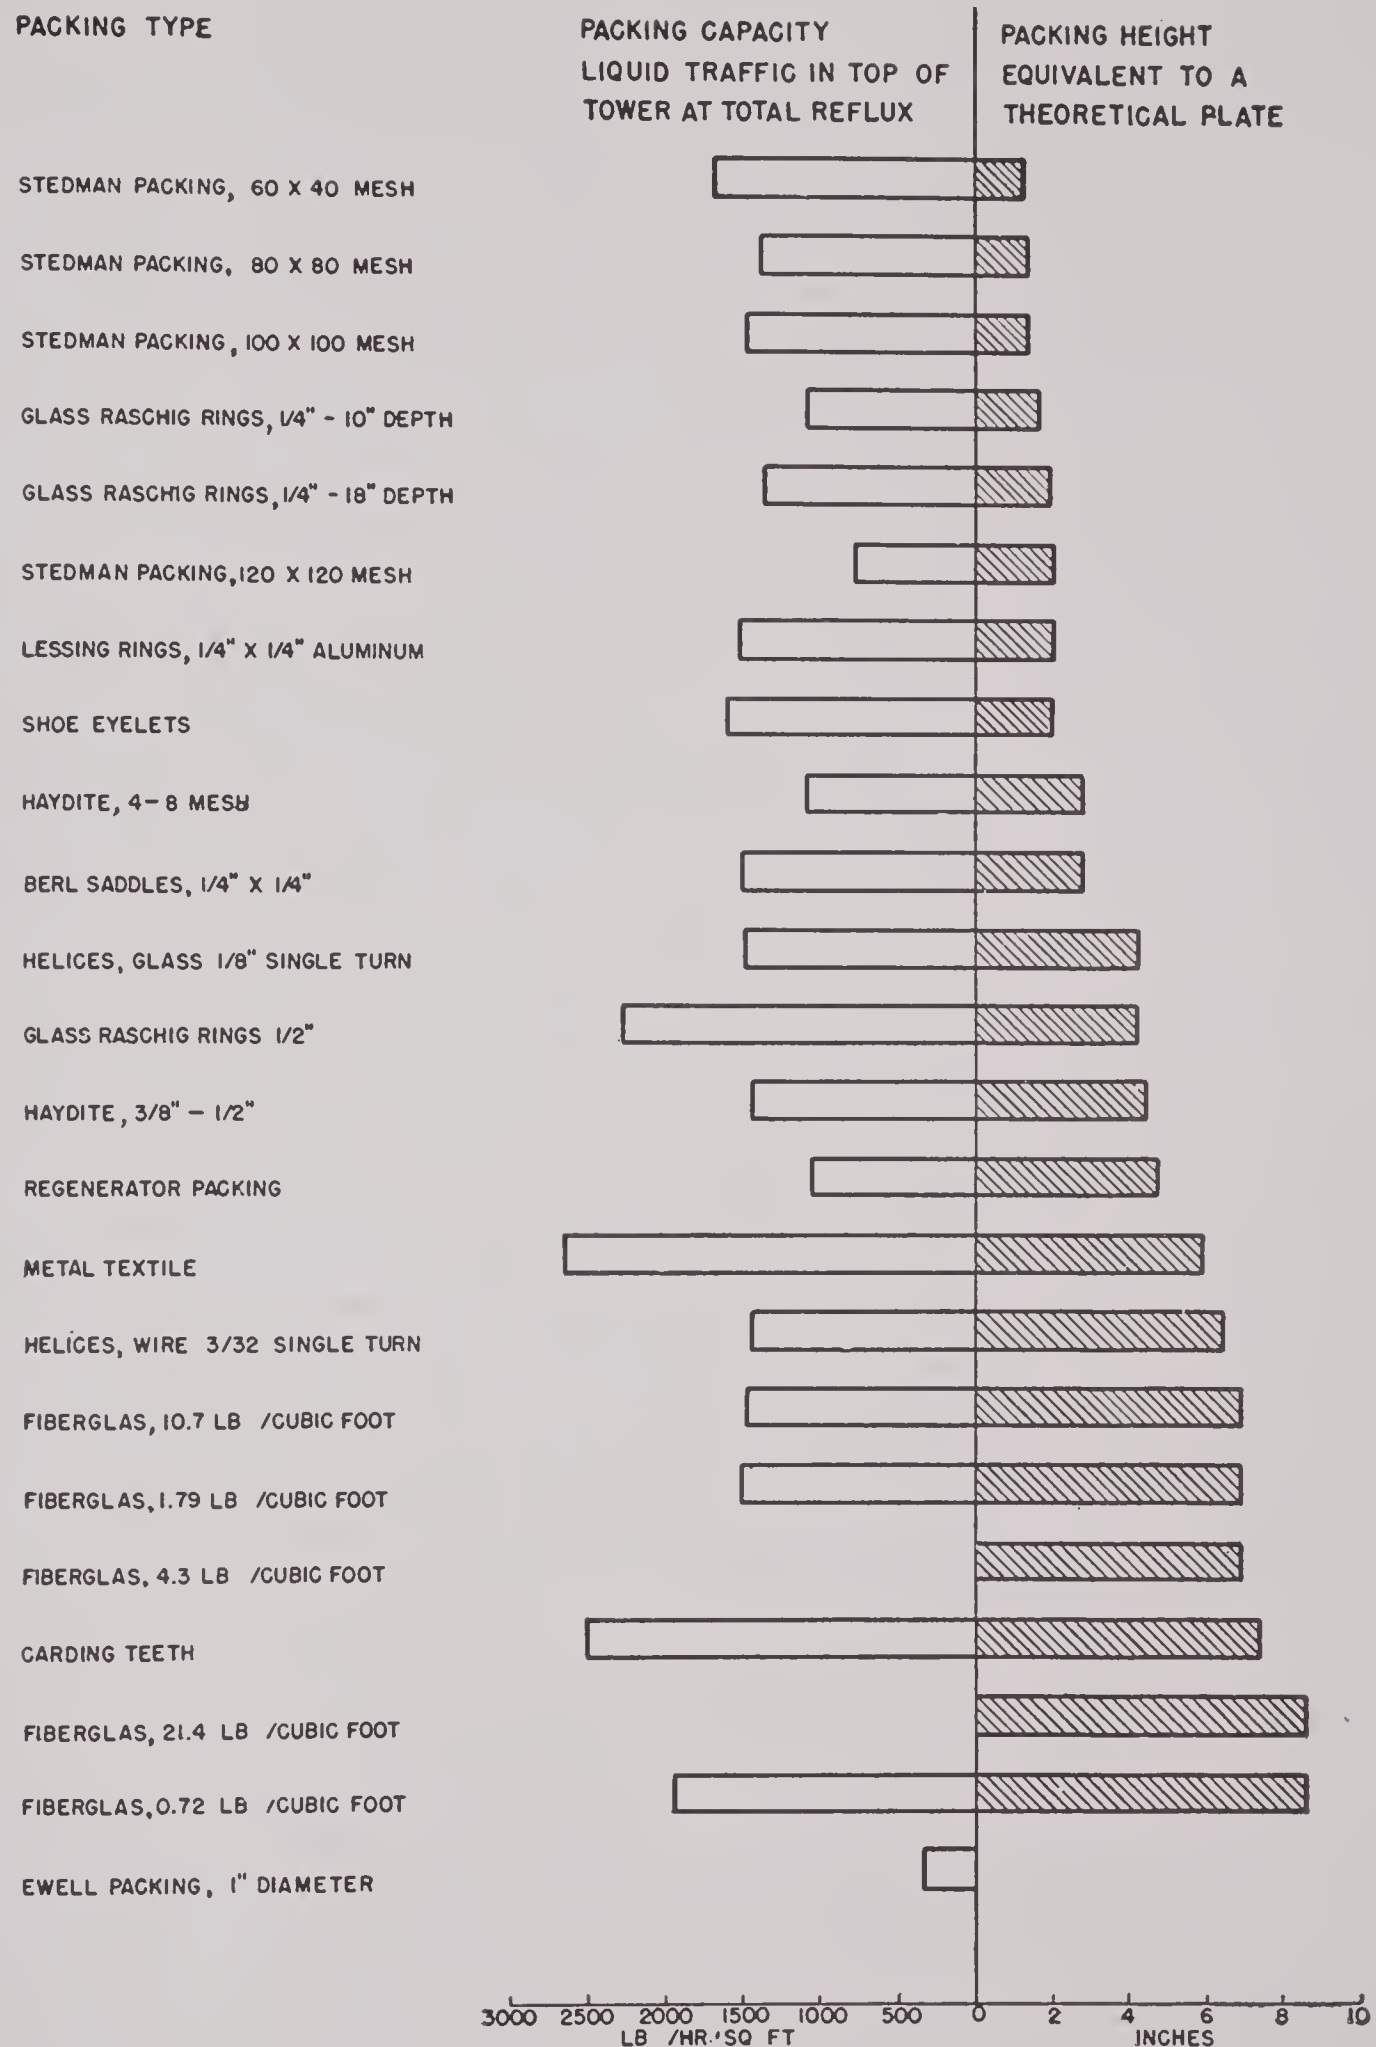 PACKING TYPE
PACKING CAPACITY
LIQUID TRAFFIC IN TOP OF
TOWER AT TOTAL REFLUX
PACKING HEIGHT
EQUIVALENT TO A
THEORETICAL PLATE
STEDMAN PACKING, 60 X 40 MESH
STEDMAN PACKING, 80 X 80 MESH
STEDMAN PACKING, 100 X 100 MESH
GLASS RASCHIG RINGS, 1/4" - 10" DEPTH
GLASS RASCHIG RINGS, 1/4" - 18" DEPTH
STEDMAN PACKING, 120 X 120 MESH
LESSING RINGS, 1/4" X 1/4" ALUMINUM
SHOE EYELETS
HAYDITE, 4-8 MESH
BERL SADDLES, 1/4" X 1/4"
HELICES, GLASS 1/8" SINGLE TURN
GLASS RASCHIG RINGS 1/2"
HAYDITE, 3/8" - 1/2"
REGENERATOR PACKING
METAL TEXTILE
HELICES, WIRE 3/32 SINGLE TURN
FIBERGLAS, 10.7 LB /CUBIC FOOT
FIBERGLAS, 1.79 LB /CUBIC FOOT
FIBERGLAS, 4.3 LB /CUBIC FOOT
CARDING TEETH
FIBERGLAS, 21.4 LB /CUBIC FOOT
FIBERGLAS, 0.72 LB /CUBIC FOOT
EWELL PACKING, 1" DIAMETER
3000 2500 2000 1500 1000 500 0 2 4 6 8 10
LB /HR. SQ FT INCHES